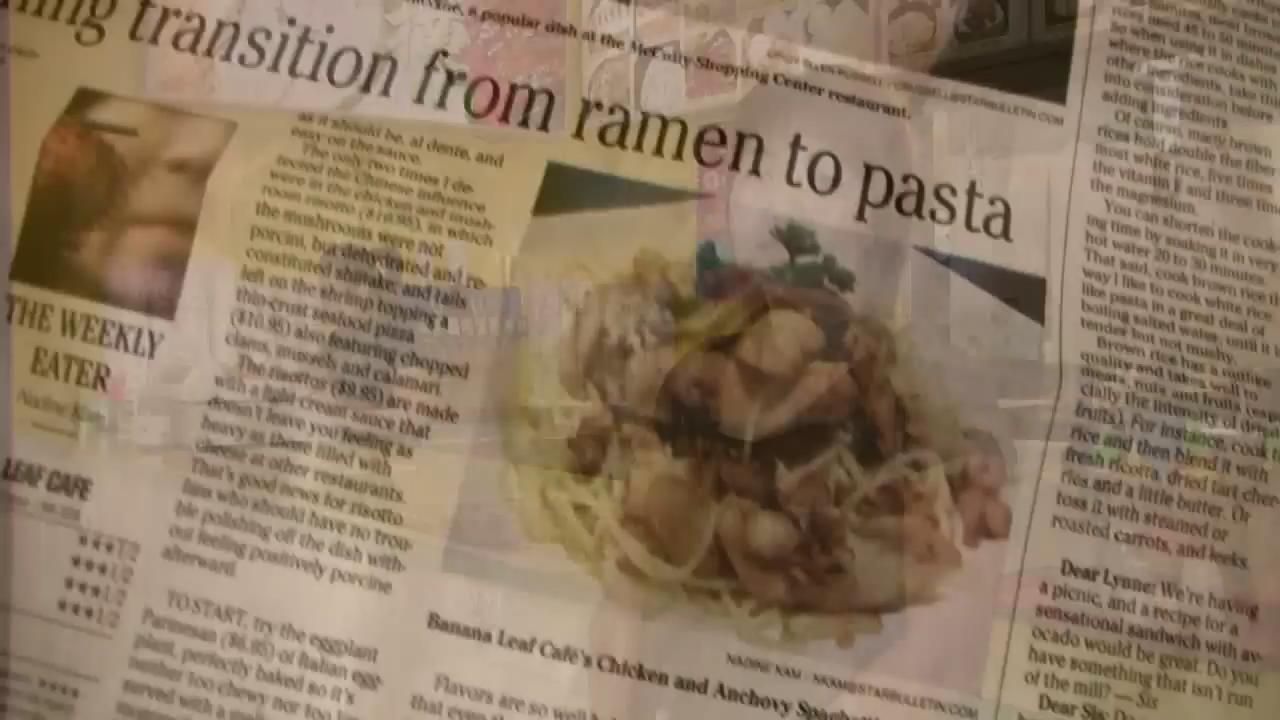 a popular dish at the McCully Shopping Center restaurant.
transition from ramen to pasta
THE WEEKLY
EATER
LEAF CAFE
as it should be, al dente, and
easy on the sauce.
The only two times I de-
tected the Chinese influence
were in the chicken and mush-
room risotto ($10.95), in which
the mushrooms were not
porcini, but dehydrated and re-
constituted shiitake; and tails
left on the shrimp topping a
thin-crust seafood pizza
($10.95) also featuring chopped
clams, mussels and calamari.
The risottos ($9.95) are made
with a light cream sauce that
doesn't leave you feeling as
heavy as those filled with
cheese at other restaurants.
That's good news for risotto
fans who should have no trou-
ble polishing off the dish with-
out feeling positively porcine
afterward.
TO START, try the eggplant
Parmesan ($6.95) or Italian egg-
plant, perfectly baked so it's
neither too chewy nor too
served with a
NADINE KAM / NKAM@STARBULLETIN.COM
Banana Leaf Café's Chicken and Anchovy
Flavors are so well
that even
rices need 45 to 50 minutes
So when using it in dishes
where the rice cooks with
other ingredients, take this
into consideration before
adding ingredients.
Of course, many brown
rices hold double the fiber
most white rice, five times
the vitamin E and three
the magnesium.
You can shorten the cook-
ing time by soaking it in very
hot water 20 to 30 minutes.
That said, cook brown rice
way I like to cook white rice,
like pasta in a great deal of
boiling salted water, until it
tender but not mushy.
Brown rice has a
quality and takes well to
meats, nuts and fruits
cially the intensity of
fruits). For instance, cook
rice and then blend it with
fresh ricotta, dried tart cher-
ries and a little butter. Or
toss it with steamed or
roasted carrots, and leeks.
Dear Lynne: We're having
a picnic, and a recipe for a
sensational sandwich with av-
ocado would be great. Do you
have something that isn't run
of the mill? — Sis
Dear Sis: